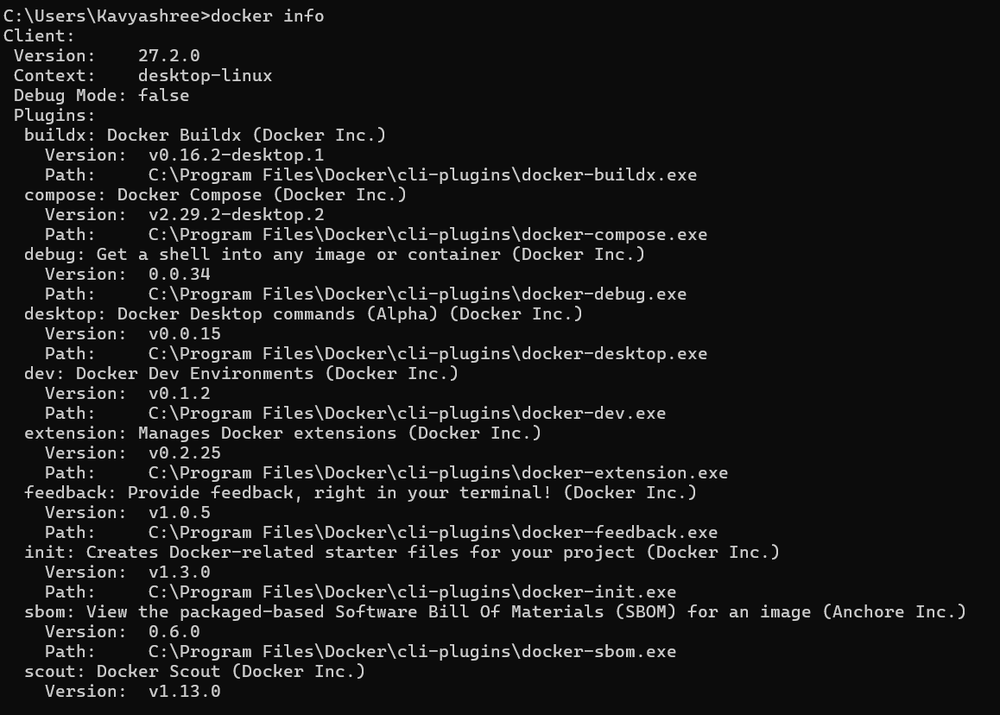 C:\Users\Kavyashree>docker info
Client:
 Version:    27.2.0
 Context:    desktop-linux
 Debug Mode: false
 Plugins:
  buildx: Docker Buildx (Docker Inc.)
    Version:  v0.16.2-desktop.1
    Path:     C:\Program Files\Docker\cli-plugins\docker-buildx.exe
  compose: Docker Compose (Docker Inc.)
    Version:  v2.29.2-desktop.2
    Path:     C:\Program Files\Docker\cli-plugins\docker-compose.exe
  debug: Get a shell into any image or container (Docker Inc.)
    Version:  0.0.34
    Path:     C:\Program Files\Docker\cli-plugins\docker-debug.exe
  desktop: Docker Desktop commands (Alpha) (Docker Inc.)
    Version:  v0.0.15
    Path:     C:\Program Files\Docker\cli-plugins\docker-desktop.exe
  dev: Docker Dev Environments (Docker Inc.)
    Version:  v0.1.2
    Path:     C:\Program Files\Docker\cli-plugins\docker-dev.exe
  extension: Manages Docker extensions (Docker Inc.)
    Version:  v0.2.25
    Path:     C:\Program Files\Docker\cli-plugins\docker-extension.exe
  feedback: Provide feedback, right in your terminal! (Docker Inc.)
    Version:  v1.0.5
    Path:     C:\Program Files\Docker\cli-plugins\docker-feedback.exe
  init: Creates Docker-related starter files for your project (Docker Inc.)
    Version:  v1.3.0
    Path:     C:\Program Files\Docker\cli-plugins\docker-init.exe
  sbom: View the packaged-based Software Bill Of Materials (SBOM) for an image (Anchore Inc.)
    Version:  0.6.0
    Path:     C:\Program Files\Docker\cli-plugins\docker-sbom.exe
  scout: Docker Scout (Docker Inc.)
    Version:  v1.13.0